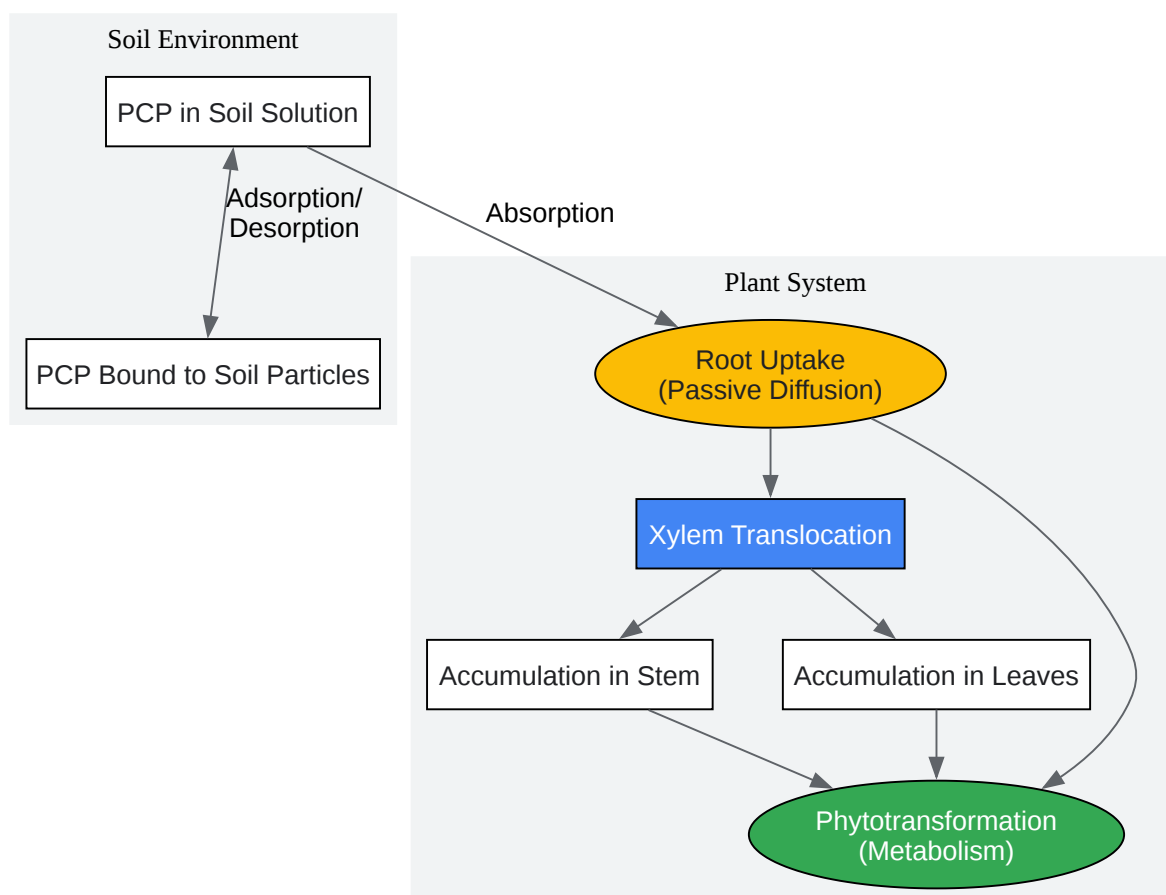 Soil Environment
PCP in Soil Solution
Adsorption/
Desorption
Absorption
PCP Bound to Soil Particles
Plant System
Root Uptake
(Passive Diffusion)
Xylem Translocation
Accumulation in Stem
Accumulation in Leaves
Phytotransformation
(Metabolism)